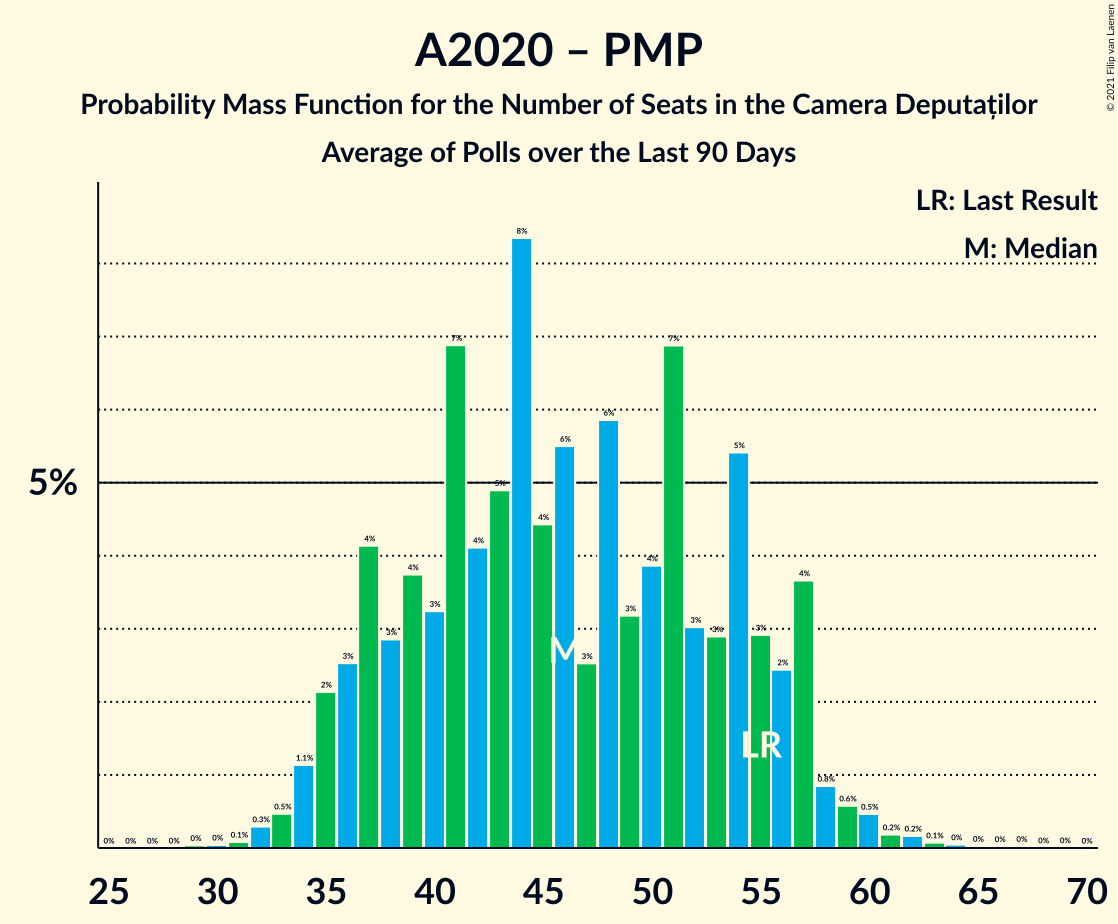 A2020 – PMP
Probability Mass Function for the Number of Seats in the Camera Deputaților
Average of Polls over the Last 90 Days
© 2021 Filip van Laenen
LR: Last Result
M: Median
5%
0% 0% 0% 0% 0% 0% 0.1% 0.3% 0.5% 1.1% 2% 3% 4% 3% 4% 3% 7% 4% 5% 8% 4% 6% 3% 6% 3% 4% 7% 3% 3% 5% 3% 2% 4% 0.8% 0.6% 0.5% 0.2% 0.2% 0.1% 0% 0% 0% 0% 0% 0% 0%
M
LR
25 30 35 40 45 50 55 60 65 70